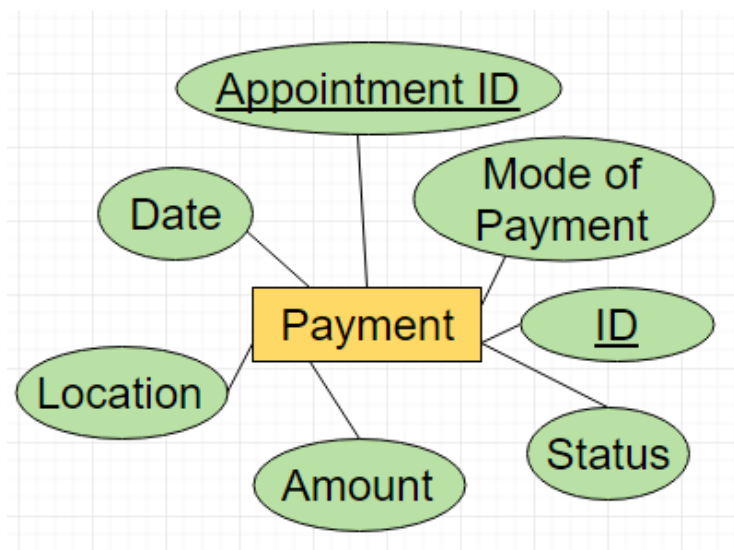 Appointment ID
Mode of
Payment
Date
Payment
ID
Location
Status
Amount